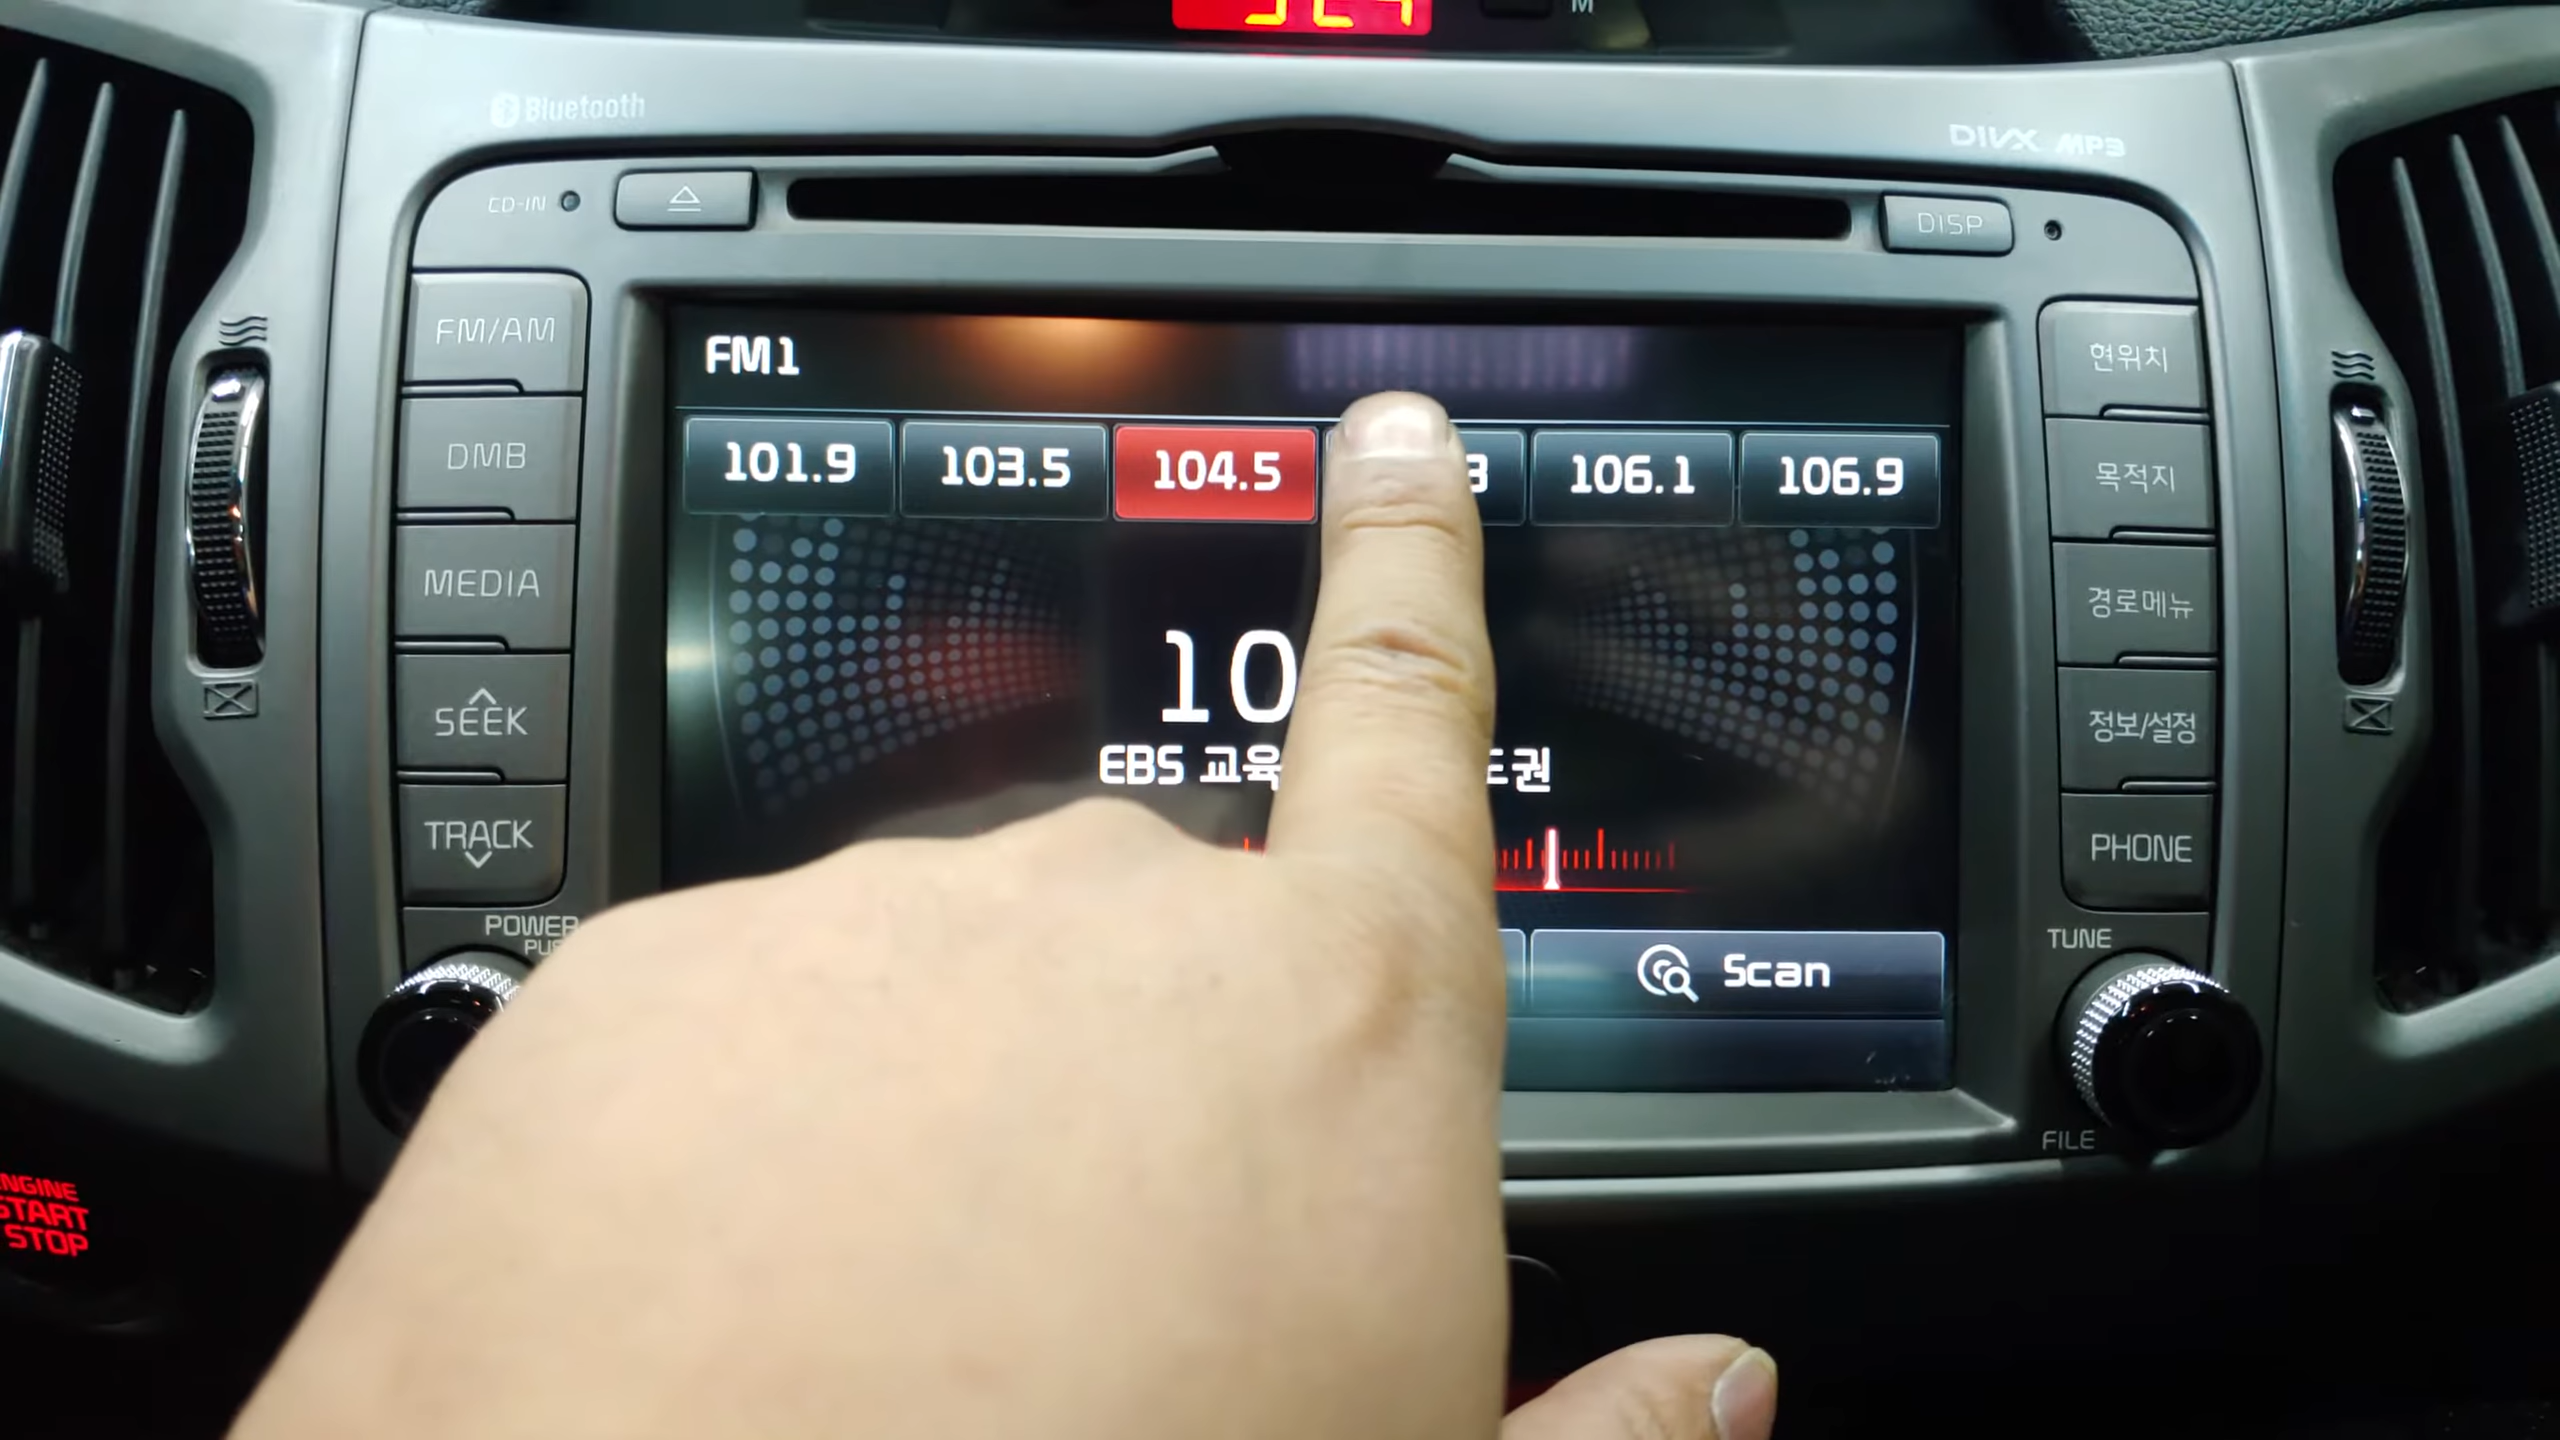 M
Bluetooth
DIVX MP3
CD-IN
DISP
FM/AM
DMB
MEDIA
SEEK
TRACK
POWER
FM1
101.9
103.5
104.5
106.1
106.9
EBS
Scan
현위치
목적지
경로메뉴
정보/설정
PHONE
TUNE
FILE
START
STOP